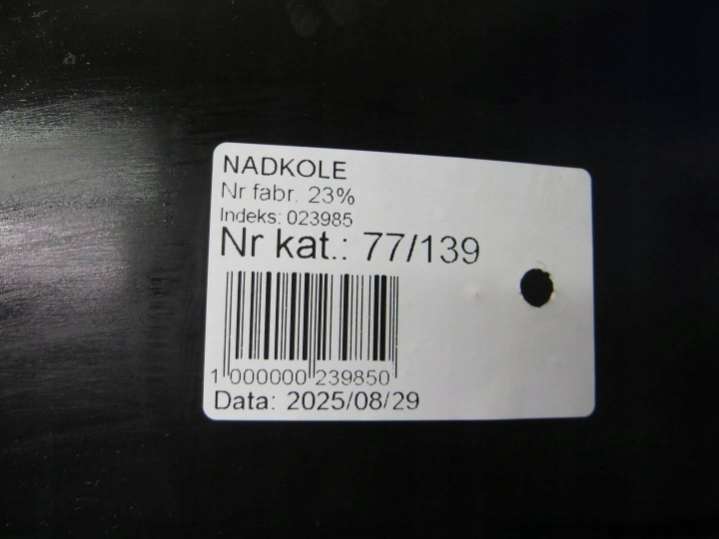 NADKOLE
Nr fabr. 23%
Indeks: 023985
Nr kat.: 77/139
1 000000 239850
Data: 2025/08/29